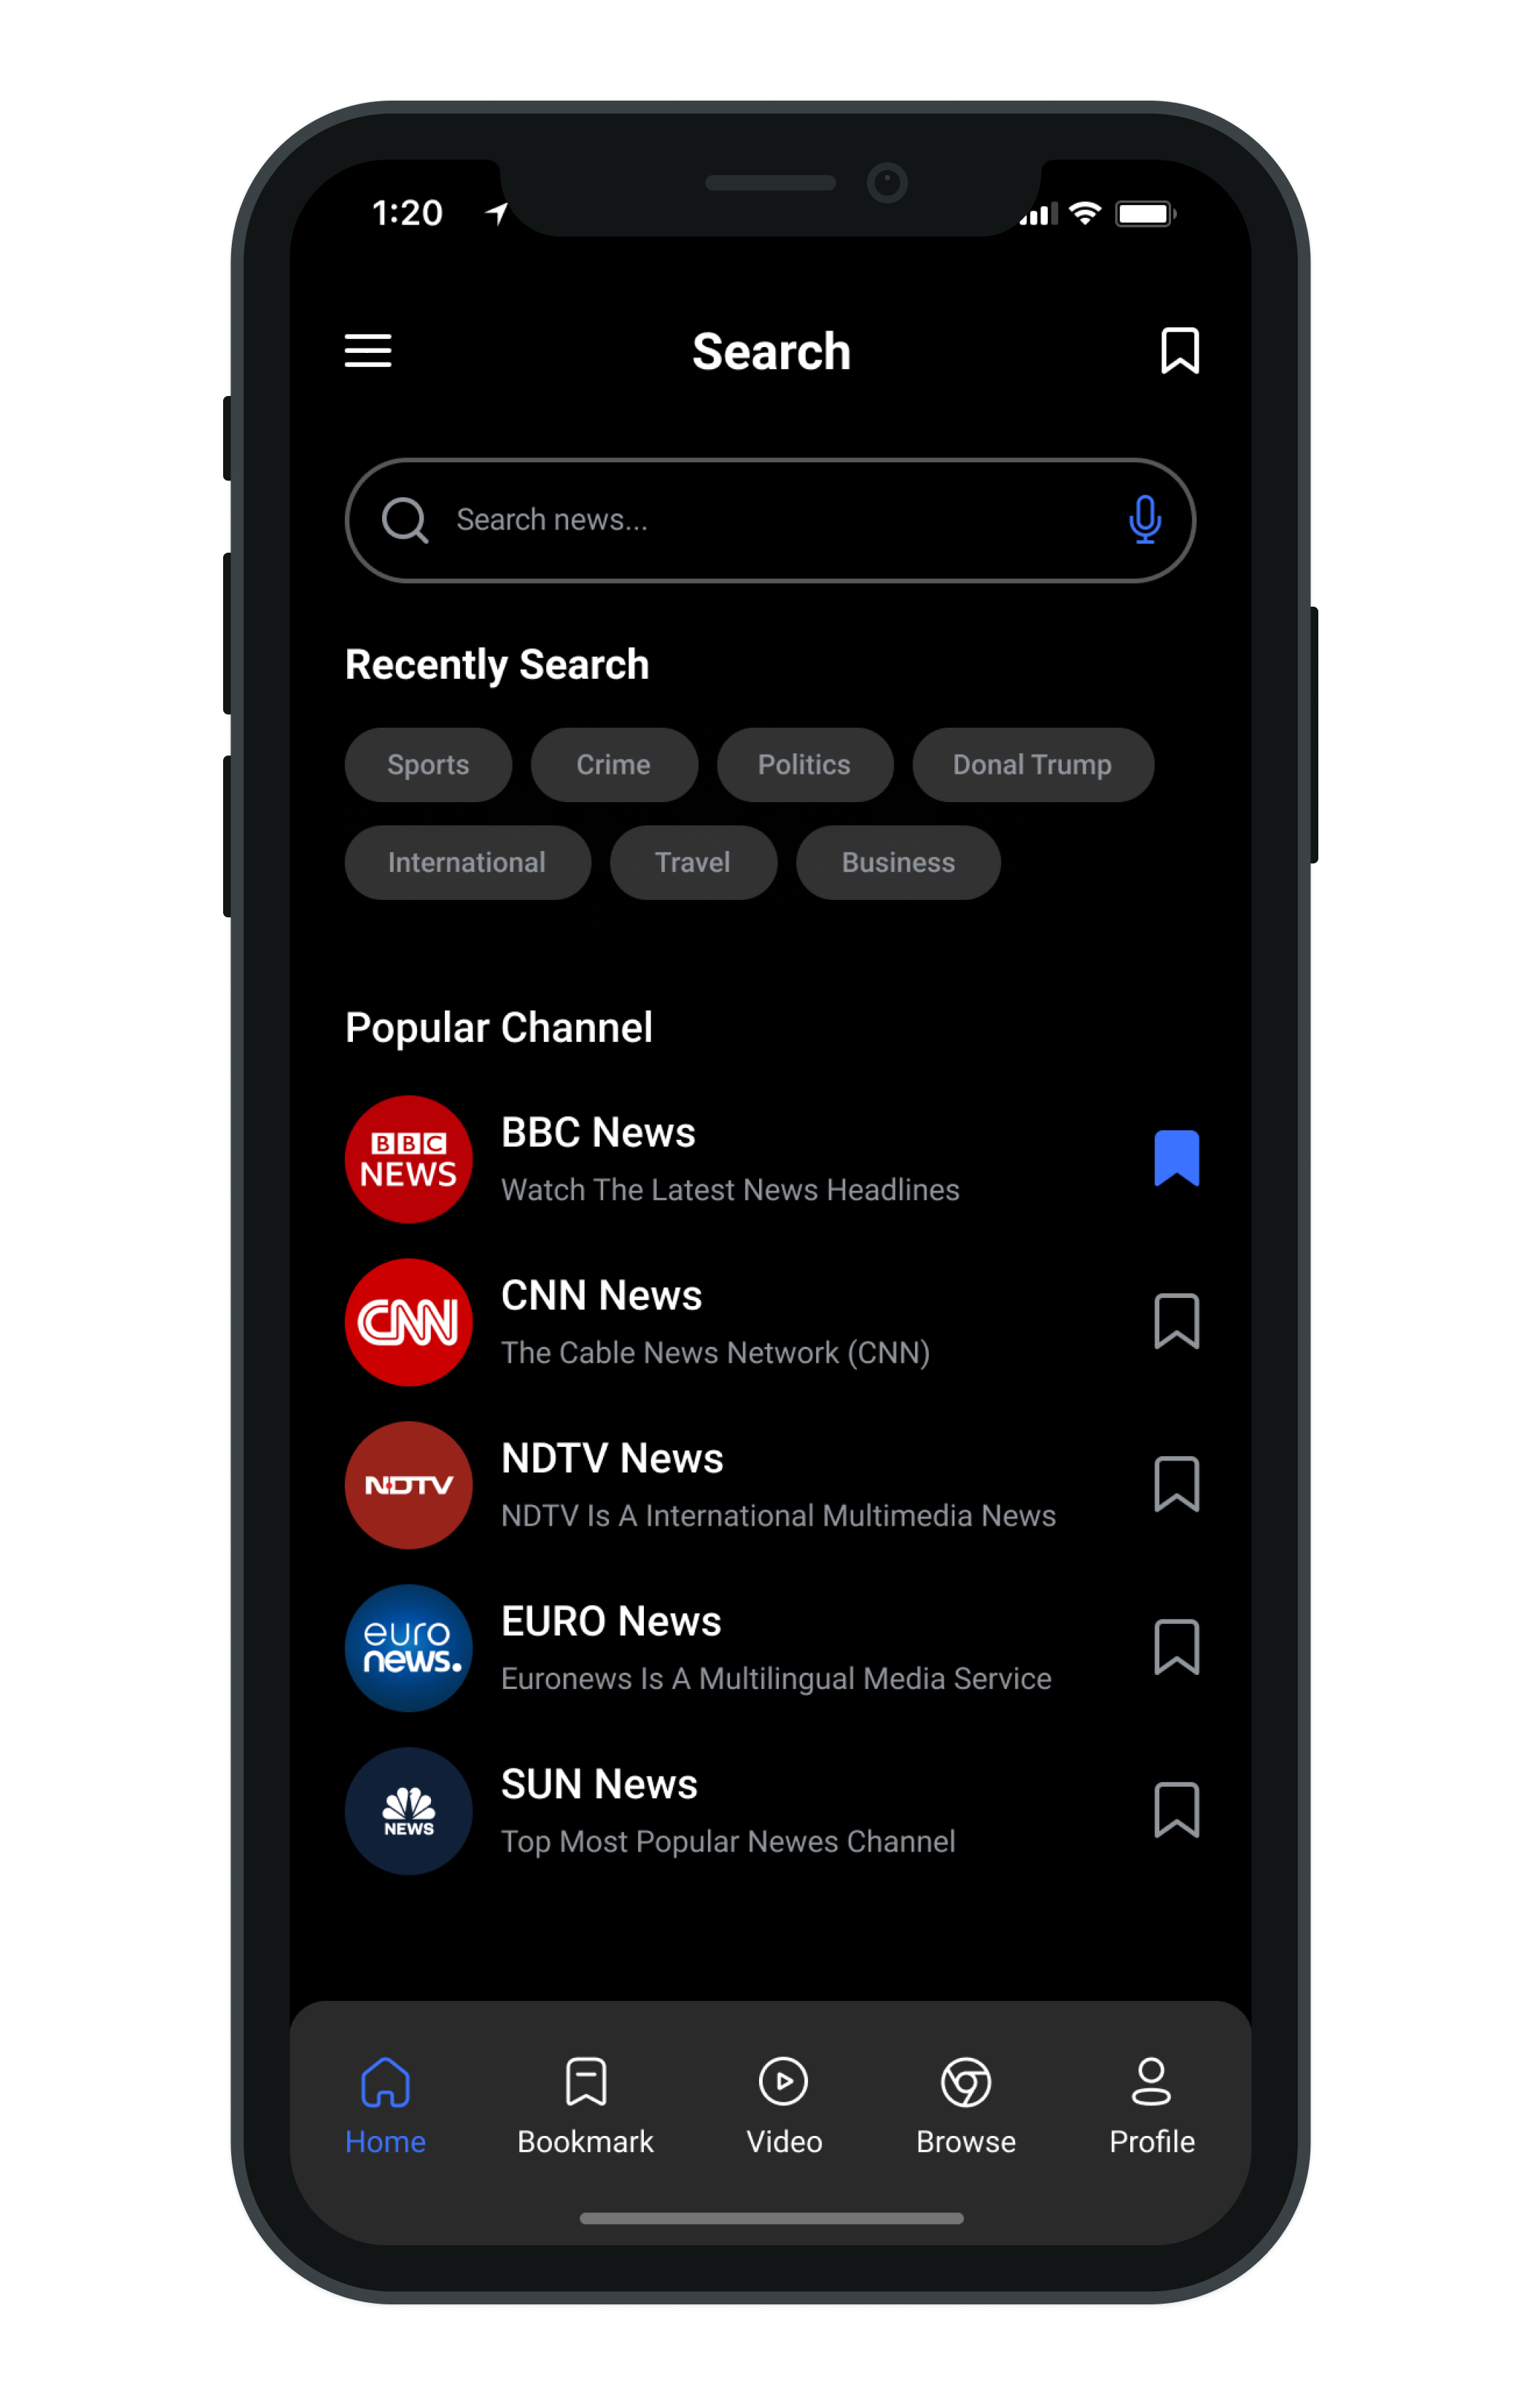 1:20
Search
Search news...
Recently Search
Sports Crime Politics Donal Trump
International Travel Business
Popular Channel
BBC NEWS
BBC News
Watch The Latest News Headlines
CNN
CNN News
The Cable News Network (CNN)
NDTV
NDTV News
NDTV Is A International Multimedia News
euro
news.
EURO News
Euronews Is A Multilingual Media Service
NEWS
SUN News
Top Most Popular Newes Channel
Home Bookmark Video Browse Profile